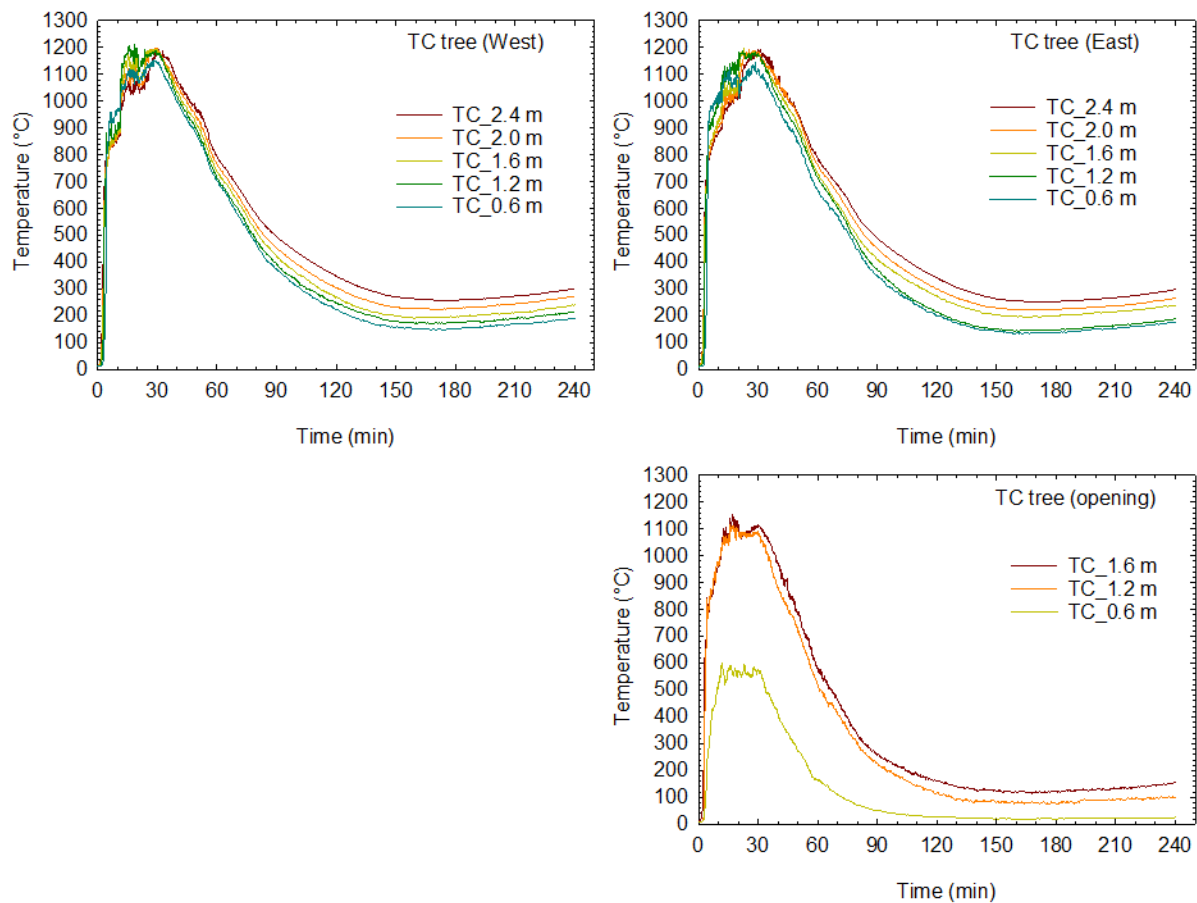 TC tree (West)
Temperature (°C)
1300
1200
1100
1000
900
800
700
600
500
400
300
200
100
0
TC_2.4 m
TC_2.0 m
TC_1.6 m
TC_1.2 m
TC_0.6 m
0 30 60 90 120 150 180 210 240
Time (min)
TC tree (East)
Temperature (°C)
1300
1200
1100
1000
900
800
700
600
500
400
300
200
100
0
TC_2.4 m
TC_2.0 m
TC_1.6 m
TC_1.2 m
TC_0.6 m
0 30 60 90 120 150 180 210 240
Time (min)
TC tree (opening)
Temperature (°C)
1300
1200
1100
1000
900
800
700
600
500
400
300
200
100
0
TC_1.6 m
TC_1.2 m
TC_0.6 m
0 30 60 90 120 150 180 210 240
Time (min)